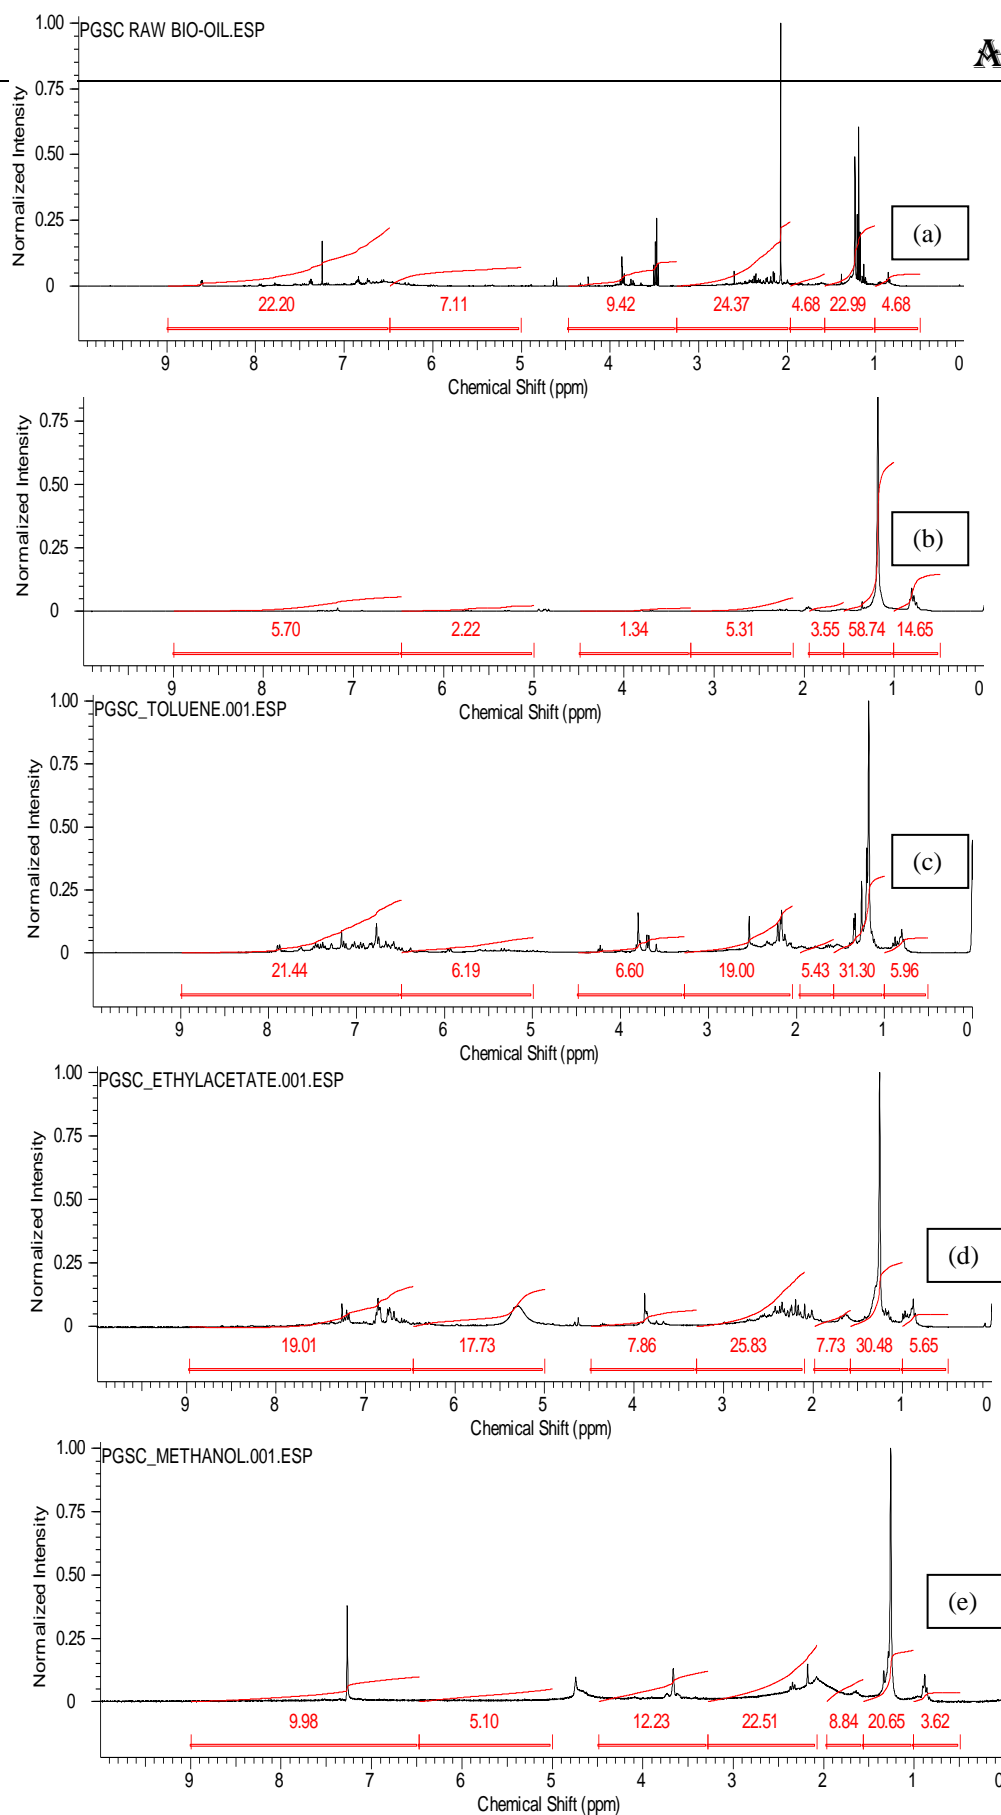 PGSC RAW BIO-OIL.ESP
A
1.00
0.75
0.50
0.25
0
Normalized Intensity
(a)
22.20 7.11 9.42 24.37 4.68 22.99 4.68
9 8 7 6 5 4 3 2 1 0
Chemical Shift (ppm)
0.75
0.50
0.25
0
Normalized Intensity
(b)
5.70 2.22 1.34 5.31 3.55 58.74 14.65
9 8 7 6 5 4 3 2 1 0
Chemical Shift (ppm)
PGSC_TOLUENE.001.ESP
1.00
0.75
0.50
0.25
0
Normalized Intensity
(c)
21.44 6.19 6.60 19.00 5.43 31.30 5.96
9 8 7 6 5 4 3 2 1 0
Chemical Shift (ppm)
PGSC_ETHYLACETATE.001.ESP
1.00
0.75
0.50
0.25
0
Normalized Intensity
(d)
19.01 17.73 7.86 25.83 7.73 30.48 5.65
9 8 7 6 5 4 3 2 1 0
Chemical Shift (ppm)
PGSC_METHANOL.001.ESP
1.00
0.75
0.50
0.25
0
Normalized Intensity
(e)
9.98 5.10 12.23 22.51 8.84 20.65 3.62
9 8 7 6 5 4 3 2 1 0
Chemical Shift (ppm)